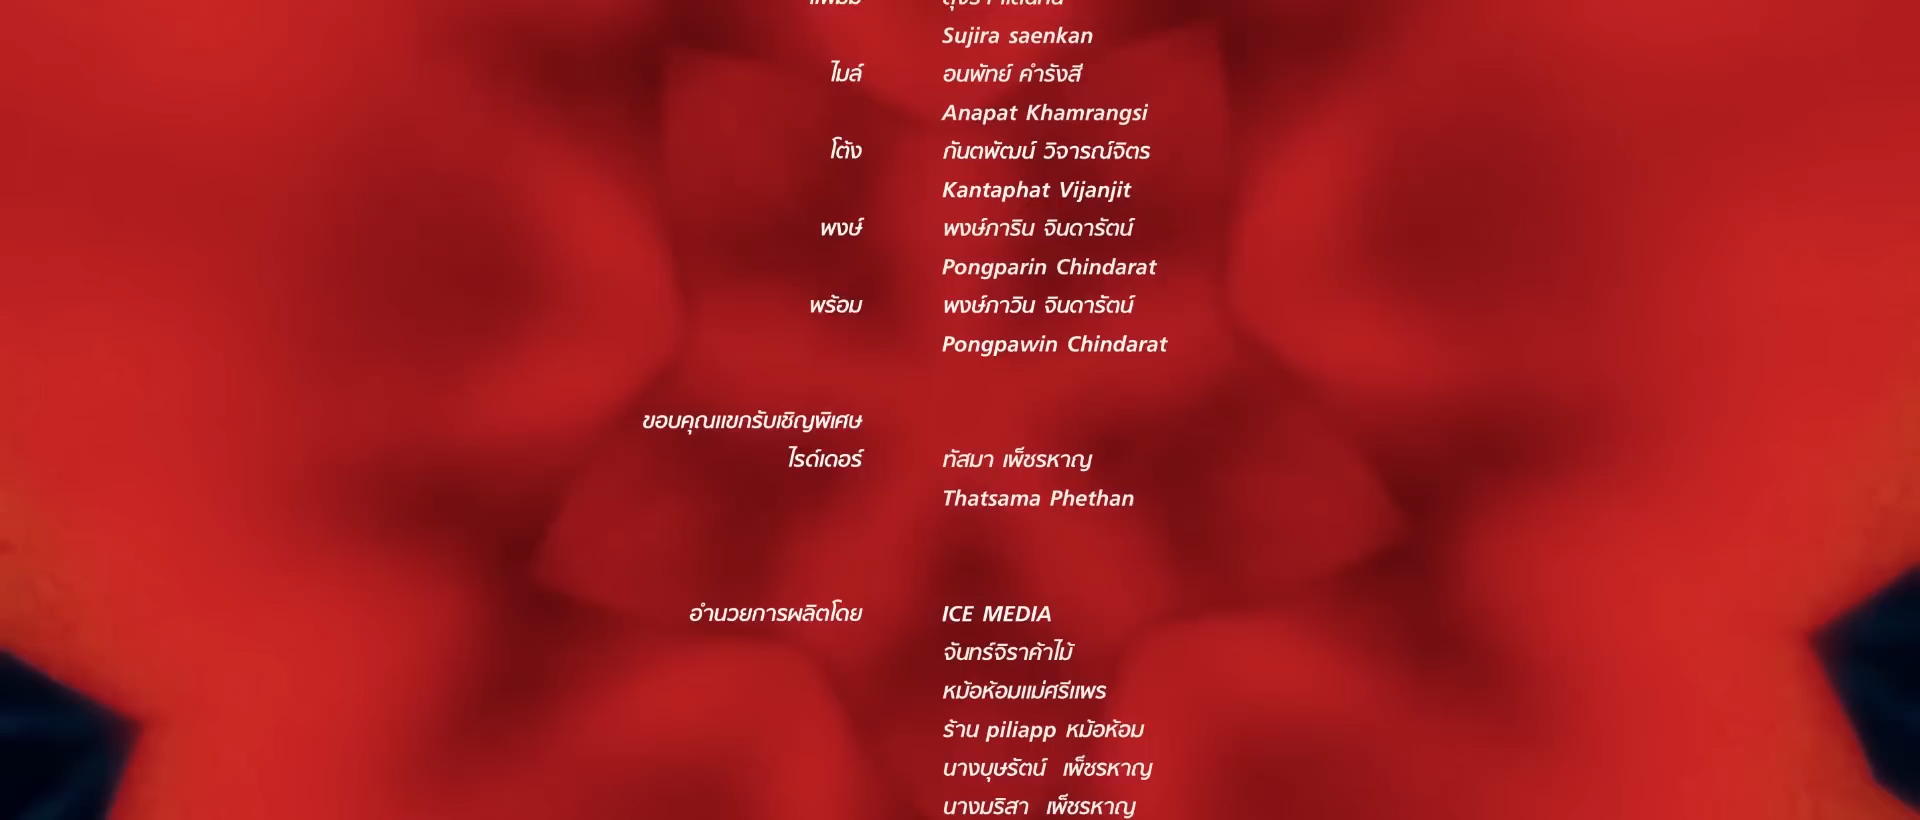 Sujira saenkan
ไมล์ อนพัทย์ คำรังสี
Anapat Khamrangsi
โต้ง กันตพัฒน์ วิจารณ์จิตร
Kantaphat Vijanjit
พงษ์ พงษ์ภาริน จินดารัตน์
Pongparin Chindarat
พร้อม พงษ์ภาวิน จินดารัตน์
Pongpawin Chindarat
ขอบคุณแขกรับเชิญพิเศษ
ไรด์เดอร์ ทัสมา เพ็ชรหาญ
Thatsama Phethan
อำนวยการผลิตโดย ICE MEDIA
จันทร์จิราค้าไม้
หม้อห้อมแม่ศรีแพร
ร้าน piliapp หม้อห้อม
นางบุษรัตน์ เพ็ชรหาญ
นางมริสา เพ็ชรหาญ